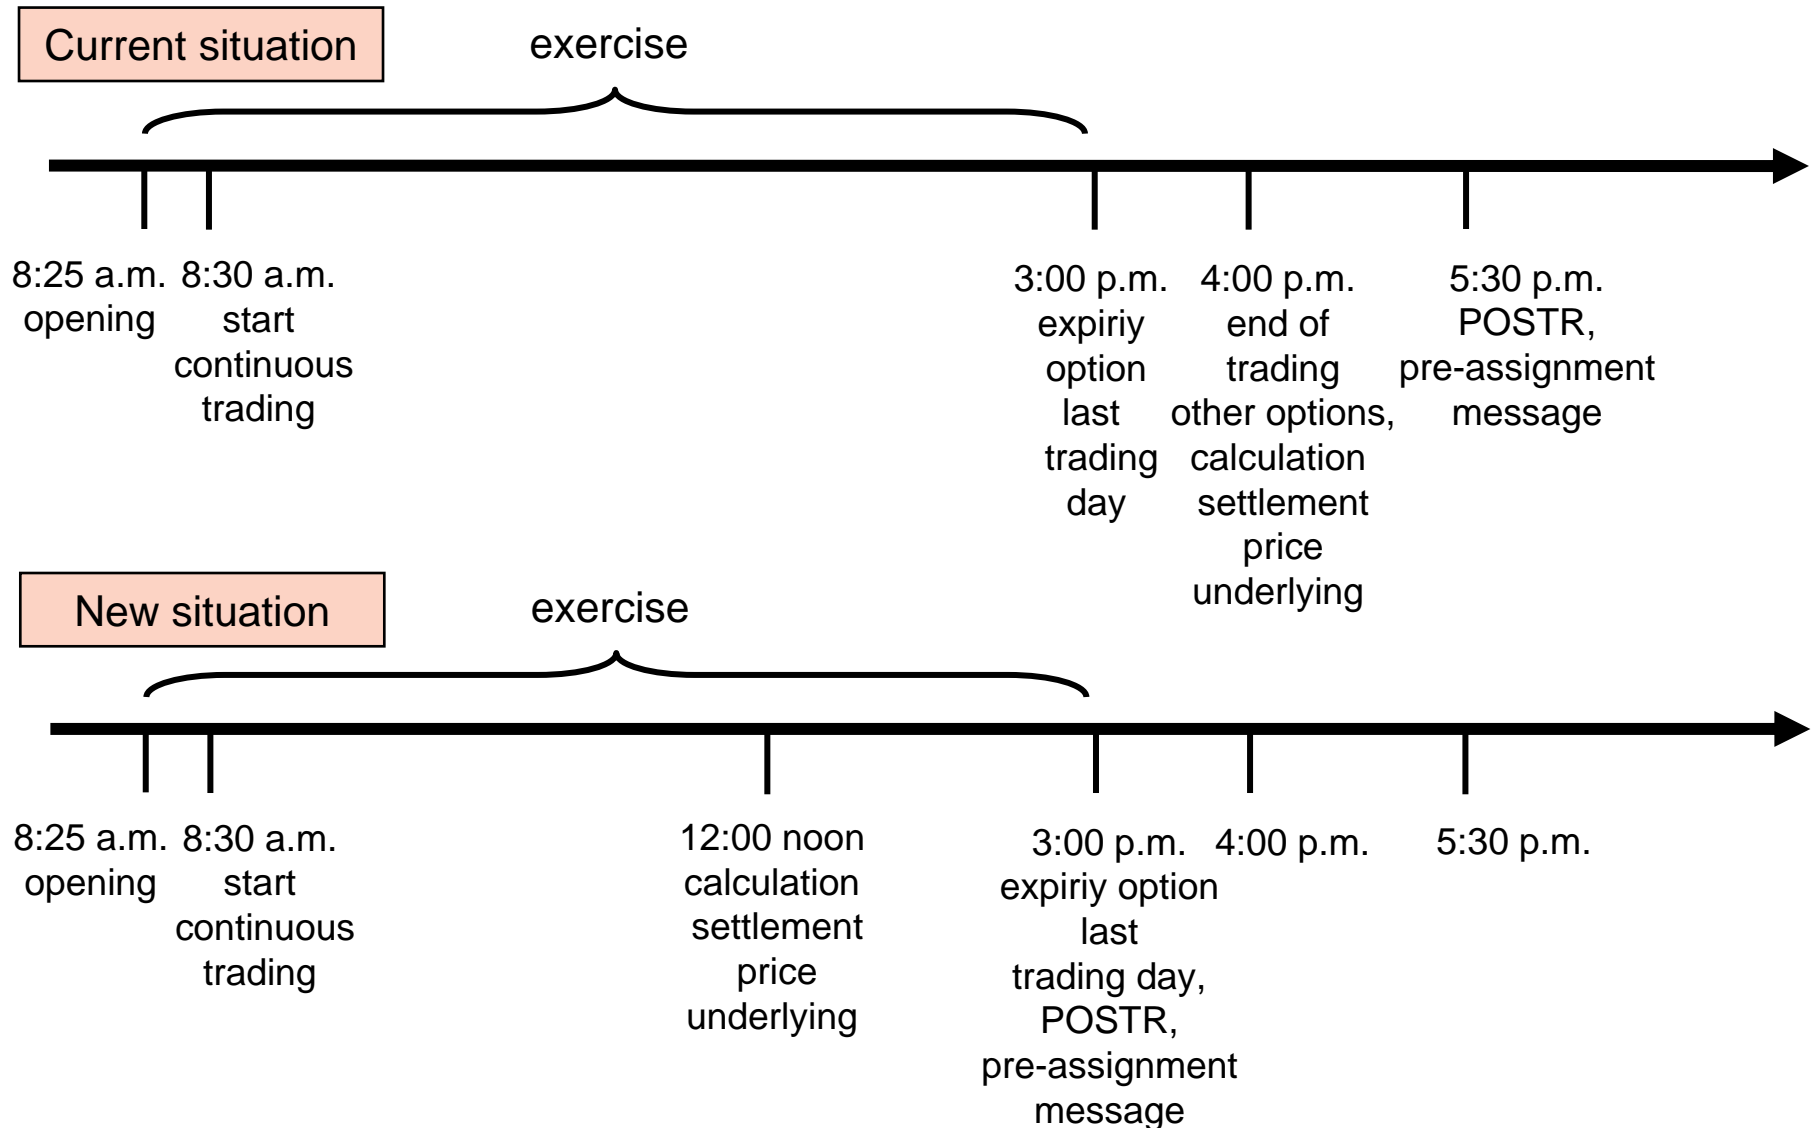 Current situation
exercise
8:25 a.m.
opening
8:30 a.m.
start
continuous
trading
3:00 p.m.
expiriy
option
last
trading
day
4:00 p.m.
end of
trading
other options,
calculation
settlement
price
underlying
5:30 p.m.
POSTR,
pre-assignment
message
New situation
exercise
8:25 a.m.
opening
8:30 a.m.
start
continuous
trading
12:00 noon
calculation
settlement
price
underlying
3:00 p.m.
expiriy option
last
trading day,
POSTR,
pre-assignment
message
4:00 p.m.
5:30 p.m.